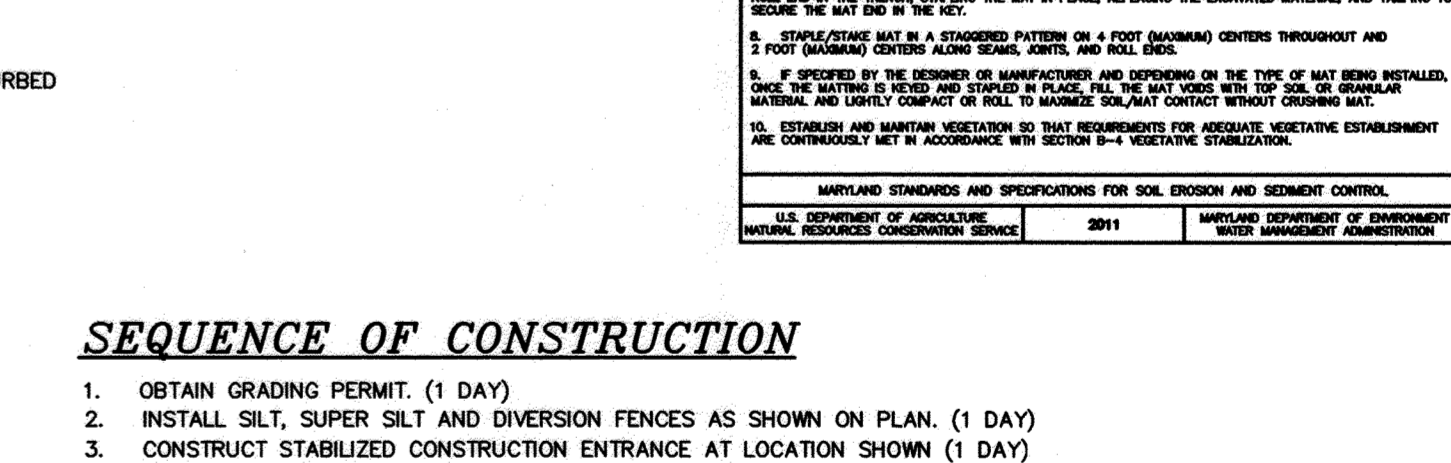 SECURE THE MAT END IN THE KEY.
8. STAPLE/STAKE MAT IN A STAGGERED PATTERN ON 4 FOOT (MAXIMUM) CENTERS THROUGHOUT AND
2 FOOT (MAXIMUM) CENTERS ALONG SEAMS, JOINTS, AND ROLL ENDS.
9. IF SPECIFIED BY THE DESIGNER OR MANUFACTURER AND DEPENDING ON THE TYPE OF MAT BEING INSTALLED,
ONCE THE MATTING IS KEYED AND STAPLED IN PLACE, FILL THE MAT VOIDS WITH TOP SOIL OR GRANULAR
MATERIAL AND LIGHTLY COMPACT OR ROLL TO MAXIMIZE SOIL/MAT CONTACT WITHOUT CRUSHING MAT.
10. ESTABLISH AND MAINTAIN VEGETATION SO THAT REQUIREMENTS FOR ADEQUATE VEGETATIVE ESTABLISHMENT
ARE CONTINUOUSLY MET IN ACCORDANCE WITH SECTION B-4 VEGETATIVE STABILIZATION.
MARYLAND STANDARDS AND SPECIFICATIONS FOR SOIL EROSION AND SEDIMENT CONTROL
U.S. DEPARTMENT OF AGRICULTURE
NATURAL RESOURCES CONSERVATION SERVICE
2011
MARYLAND DEPARTMENT OF ENVIRONMENT
WATER MANAGEMENT ADMINISTRATION
RBED
SEQUENCE OF CONSTRUCTION
1. OBTAIN GRADING PERMIT. (1 DAY)
2. INSTALL SILT, SUPER SILT AND DIVERSION FENCES AS SHOWN ON PLAN. (1 DAY)
3. CONSTRUCT STABILIZED CONSTRUCTION ENTRANCE AT LOCATION SHOWN (1 DAY)